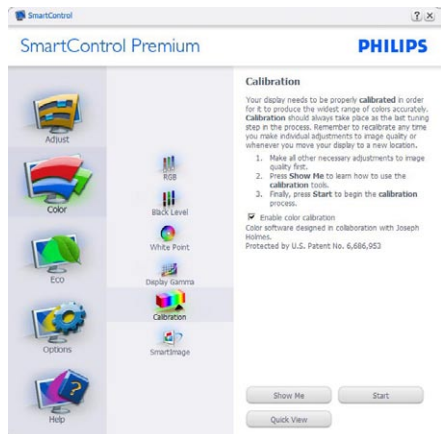 SmartControl
SmartControl Premium
PHILIPS
Adjust
Color
Eco
Options
Help
RGB
Black Level
White Point
Display Gamma
Calibration
SmartImage
Calibration
Your display needs to be properly calibrated in order
for it to produce the widest range of colors accurately.
Calibration should always take place as the last tuning
step in the process. Remember to recalibrate any time
you make individual adjustments to image quality or
whenever you move your display to a new location.
1. Make all other necessary adjustments to image
quality first.
2. Press Show Me to learn how to use the
calibration tools.
3. Finally, press Start to begin the calibration
process.
Enable color calibration
Color software designed in collaboration with Joseph
Holmes.
Protected by U.S. Patent No. 6,686,953
Show Me
Start
Quick View